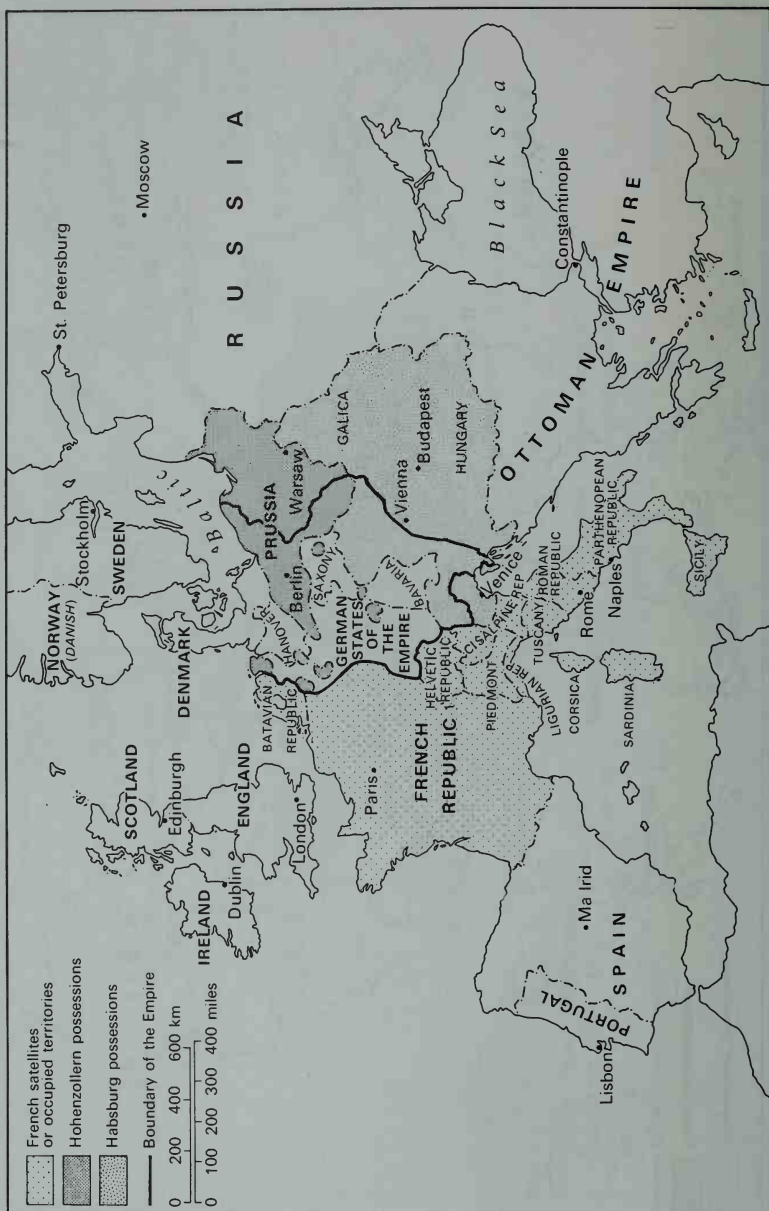 French satellites
or occupied territories
Hohenzollern possessions
Habsburg possessions
Boundary of the Empire
0 200 400 600 km
0 100 200 300 400 miles
NORWAY
(DANISH)
Stockholm
SWEDEN
St. Petersburg
Moscow
RUSSIA
Baltic
DENMARK
SCOTLAND
Edinburgh
IRELAND
Dublin
ENGLAND
London
BATAVIAN
REPUBLIC
HANOVER
PRUSSIA
Berlin
Warsaw
SAXONY
GERMAN
STATES
OF
THE
EMPIRE
BAVARIA
GALICA
Vienna
Budapest
HUNGARY
Paris
FRENCH
REPUBLIC
HELVETIC
REPUBLIC
PIEDMONT
CISALPINE REP
Venice
LIGURIAN REP
TUSCANY
ROMAN
REPUBLIC
PARTHENOPEAN
REPUBLIC
Rome
Naples
CORSICA
SARDINIA
SICILY
OTTOMAN EMPIRE
Black Sea
Constantinople
Ma Irid
SPAIN
PORTUGAL
Lisbon